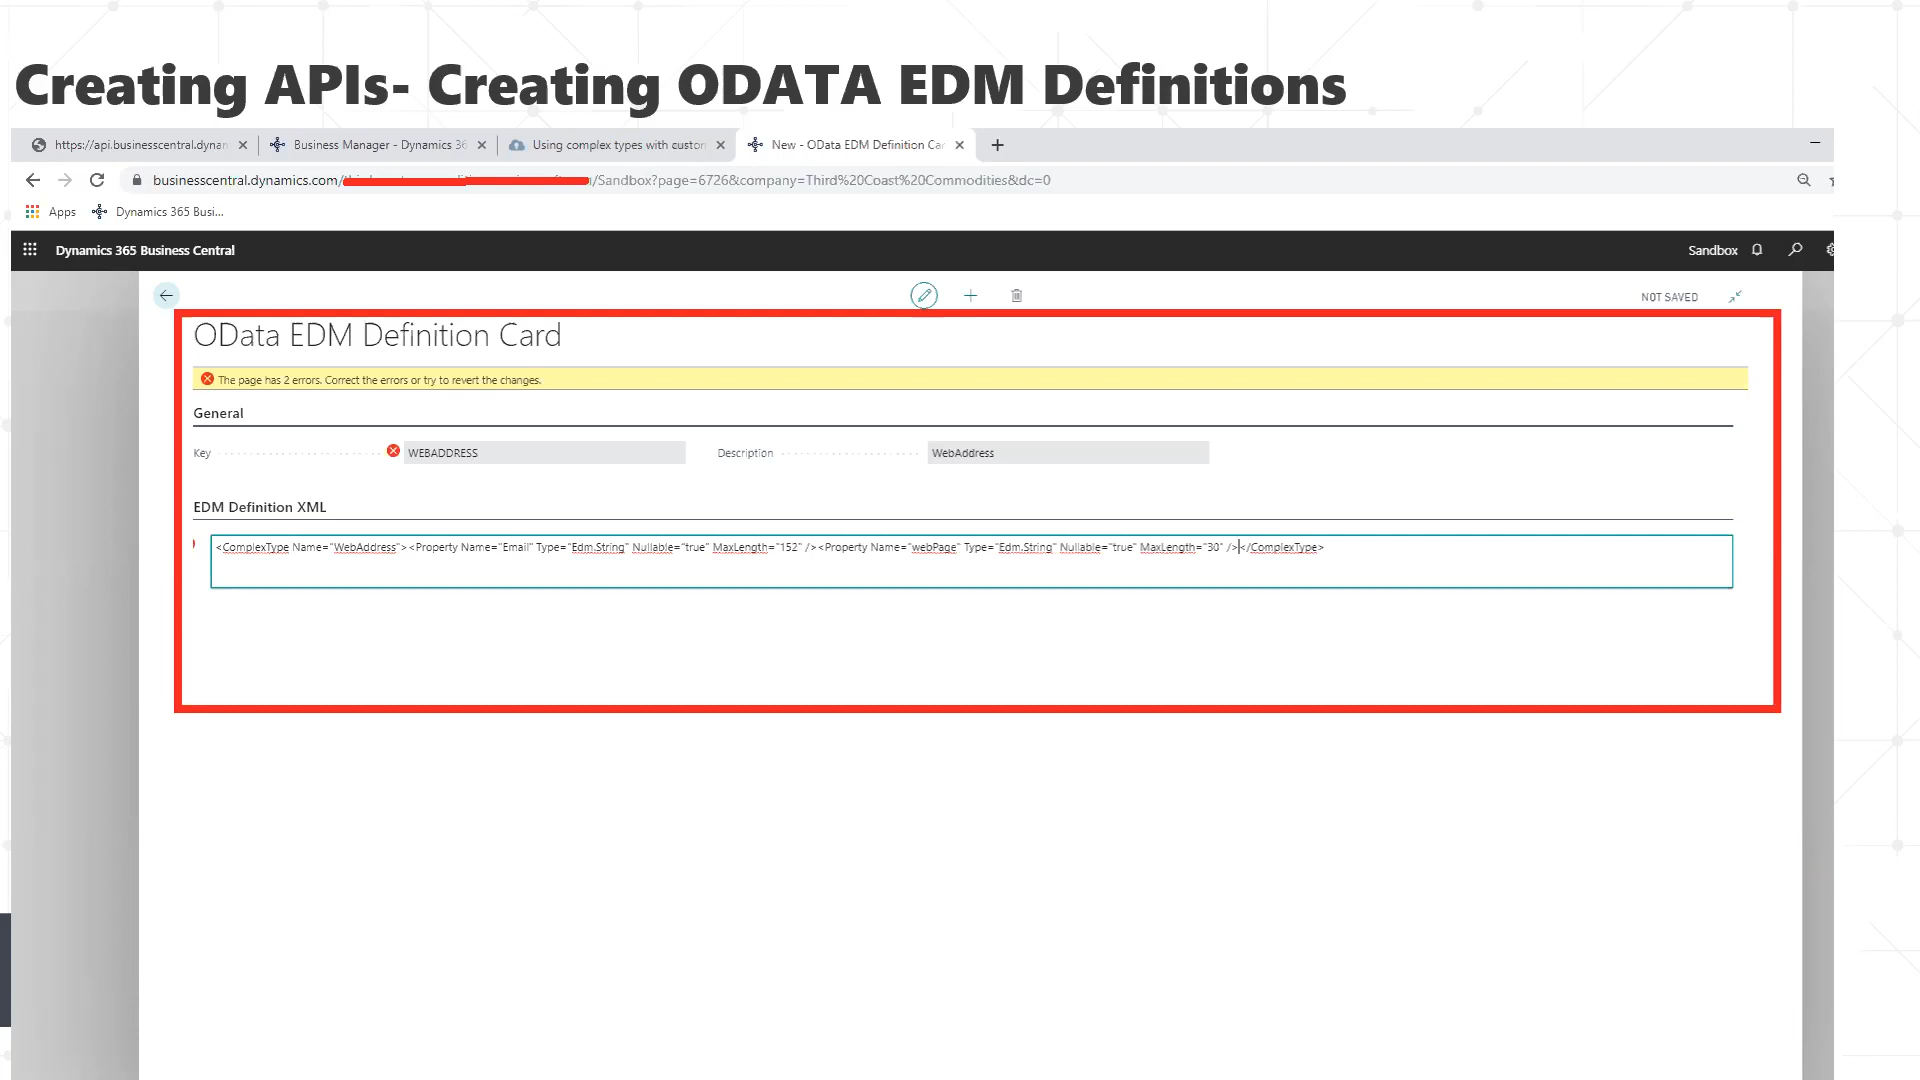 Creating APIs- Creating ODATA EDM Definitions
https://api.businesscentral.dynar
Business Manager - Dynamics 36
Using complex types with custon
New - OData EDM Definition Car
businesscentral.dynamics.com/
/Sandbox?page=6726&company=Third%20Coast%20Commodities&dc=0
Apps
Dynamics 365 Busi...
Dynamics 365 Business Central
Sandbox
NOT SAVED
OData EDM Definition Card
The page has 2 errors. Correct the errors or try to revert the changes.
General
Key
WEBADDRESS
Description
WebAddress
EDM Definition XML
<ComplexType Name="WebAddress"><Property Name="Email" Type="Edm.String" Nullable="true" MaxLength="152" /><Property Name="webPage" Type="Edm.String" Nullable="true" MaxLength="30" /></ComplexType>